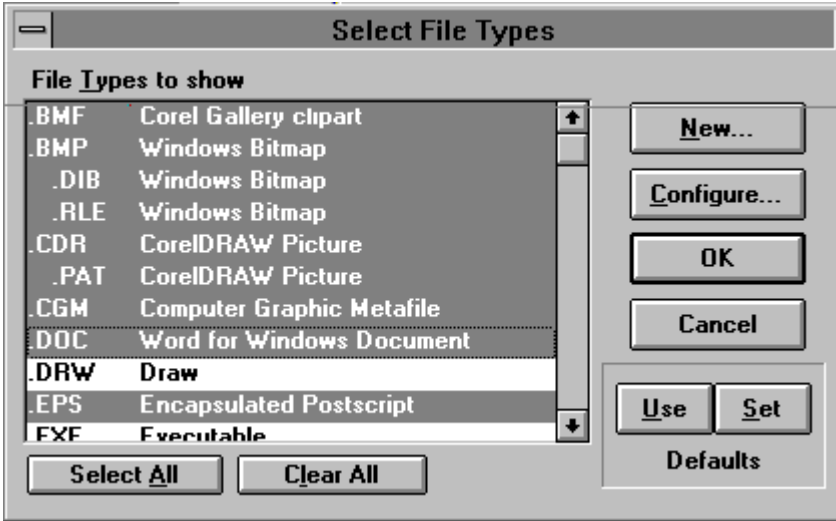 Select File Types
File Types to show
.BMF Corel Gallery clipart
.BMP Windows Bitmap
.DIB Windows Bitmap
.RLE Windows Bitmap
.CDR CorelDRAW Picture
.PAT CorelDRAW Picture
.CGM Computer Graphic Metafile
.DOC Word for Windows Document
.DRW Draw
.EPS Encapsulated Postscript
.EXE Executable
Select All Clear All
New...
Configure...
OK
Cancel
Use Set
Defaults